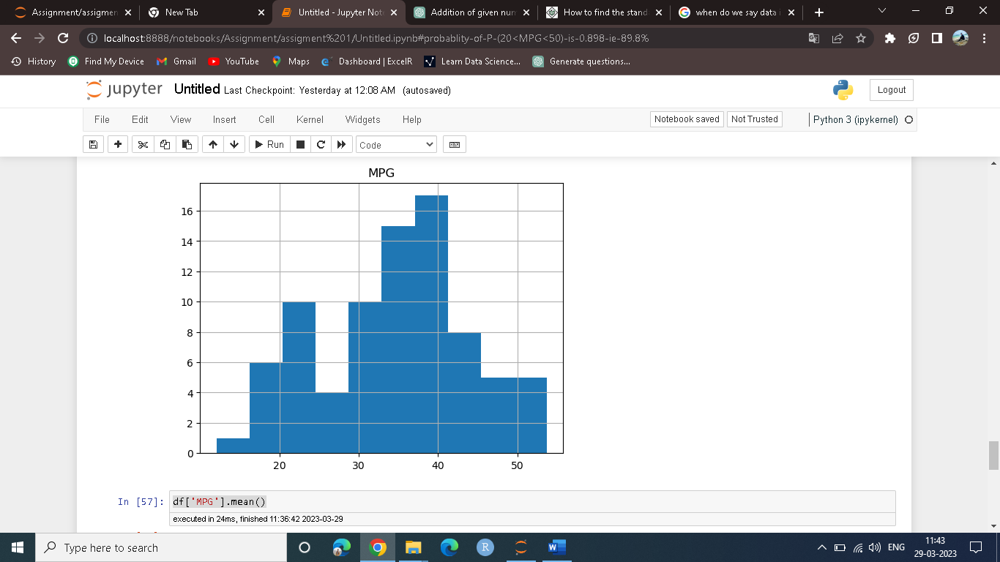 Assignment/assigmen
New Tab
Untitled - Jupyter Not
Addition of given num
How to find the stand
when do we say data i
localhost:8888/notebooks/Assignment/assigment%201/Untitled.ipynb#probablity-of-P-(20<MPG<50)-is-0.898-ie-89.8%
History
Find My Device
Gmail
YouTube
Maps
Dashboard | ExcelR
Learn Data Science...
Generate questions...
jupyter
Untitled
Last Checkpoint: Yesterday at 12:08 AM (autosaved)
Logout
File
Edit
View
Insert
Cell
Kernel
Widgets
Help
Notebook saved
Not Trusted
Python 3 (ipykernel)
Run
Code
MPG
16
14
12
10
8
6
4
2
0
20
30
40
50
In [57]:
df['MPG'].mean()
executed in 24ms, finished 11:36:42 2023-03-29
Type here to search
R
W
ENG
11:43
29-03-2023